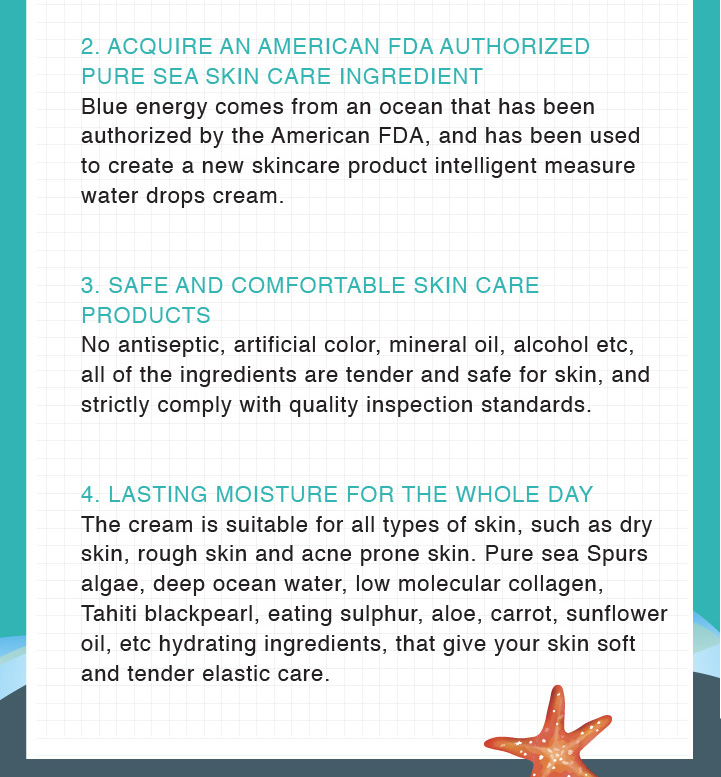 2. ACQUIRE AN AMERICAN FDA AUTHORIZED
PURE SEA SKIN CARE INGREDIENT
Blue energy comes from an ocean that has been
authorized by the American FDA, and has been used
to create a new skincare product intelligent measure
water drops cream.
3. SAFE AND COMFORTABLE SKIN CARE
PRODUCTS
No antiseptic, artificial color, mineral oil, alcohol etc,
all of the ingredients are tender and safe for skin, and
strictly comply with quality inspection standards.
4. LASTING MOISTURE FOR THE WHOLE DAY
The cream is suitable for all types of skin, such as dry
skin, rough skin and acne prone skin. Pure sea Spurs
algae, deep ocean water, low molecular collagen,
Tahiti blackpearl, eating sulphur, aloe, carrot, sunflower
oil, etc hydrating ingredients, that give your skin soft
and tender elastic care.